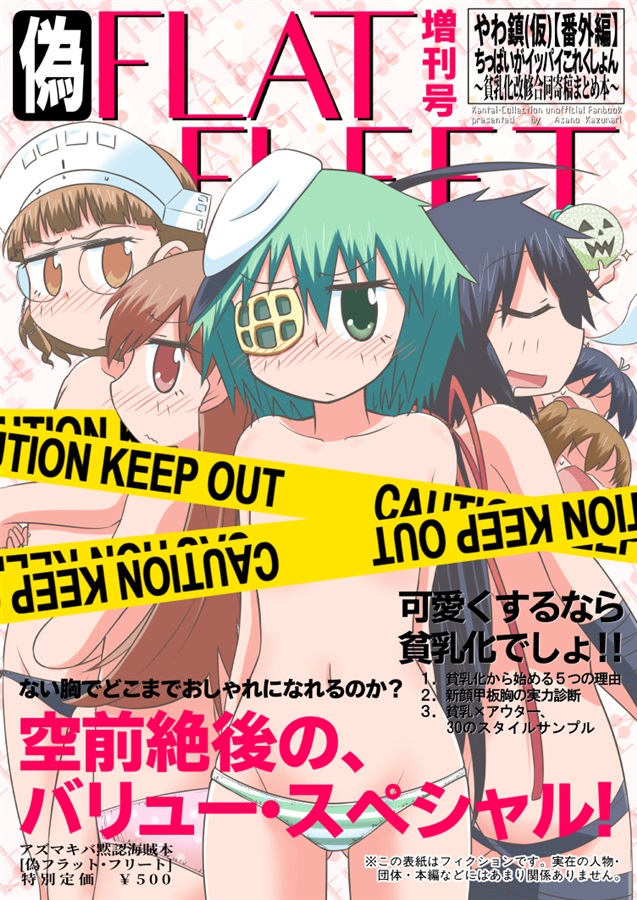 偽
FLAT
FLEET
増刊号
やわ鎮(仮)【番外編】
ちっぱいがイッパイこれくしょん
～貧乳化改修合同寄稿まとめ本～
Kantai-Collection unofficial Fanbook
presented by Asano Kazunari
CAUTION KEEP OUT
CAUTION KEEP OUT
CAUTION KEEP OUT
CAUTION KEEP OUT
可愛くするなら
貧乳化でしょ!!
1．貧乳化から始める５つの理由
2．新顔甲板胸の実力診断
3．貧乳×アウター、
30のスタイルサンプル
ない胸でどこまでおしゃれになれるのか？
空前絶後の、
バリュー・スペシャル!
アズマキバ黙認海賊本
[偽フラット・フリート]
特別定価 ￥500
※この表紙はフィクションです。実在の人物・
団体・本編などにはあまり関係ありません。